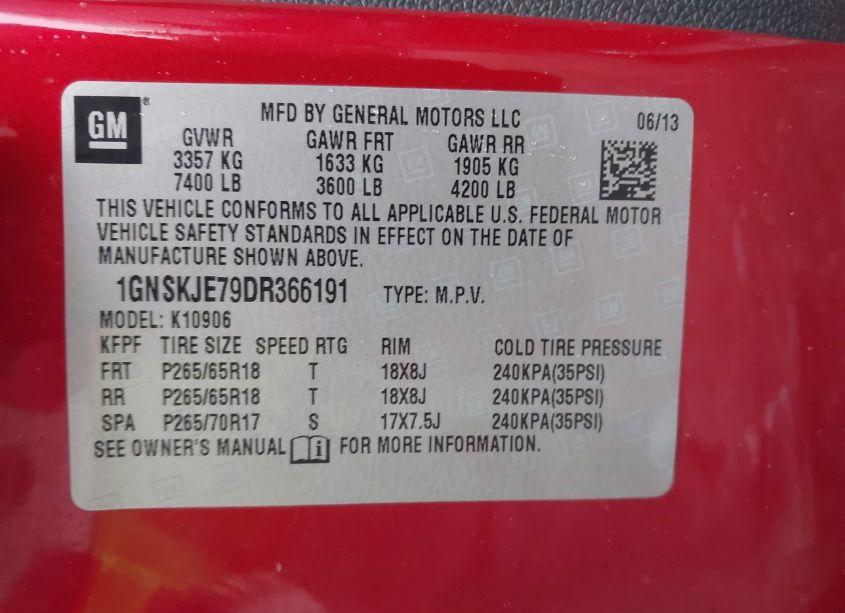 GM ®
MFD BY GENERAL MOTORS LLC 06/13
GVWR GAWR FRT GAWR RR
3357 KG 1633 KG 1905 KG
7400 LB 3600 LB 4200 LB
THIS VEHICLE CONFORMS TO ALL APPLICABLE U.S. FEDERAL MOTOR
VEHICLE SAFETY STANDARDS IN EFFECT ON THE DATE OF
MANUFACTURE SHOWN ABOVE.
1GNSKJE79DR366191 TYPE: M.P.V.
MODEL: K10906
KFPF TIRE SIZE SPEED RTG RIM COLD TIRE PRESSURE
FRT P265/65R18 T 18X8J 240KPA(35PSI)
RR P265/65R18 T 18X8J 240KPA(35PSI)
SPA P265/70R17 S 17X7.5J 240KPA(35PSI)
SEE OWNER'S MANUAL i FOR MORE INFORMATION.